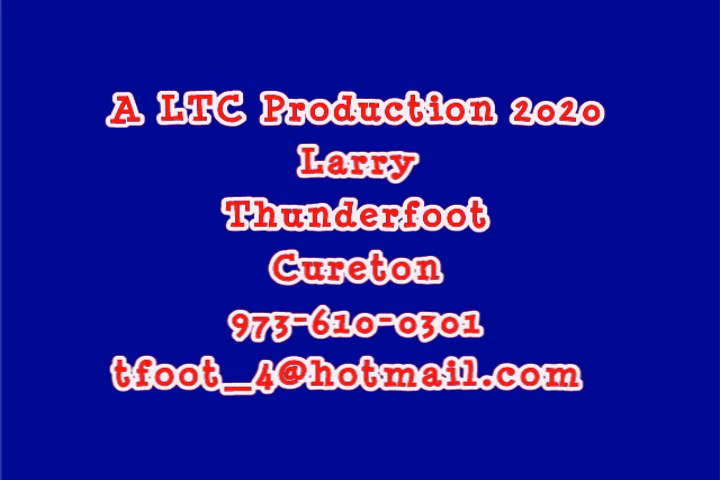 A LTC Production 2020
Larry
Thunderfoot
Cureton
973-610-0301
tfoot_4@hotmail.com